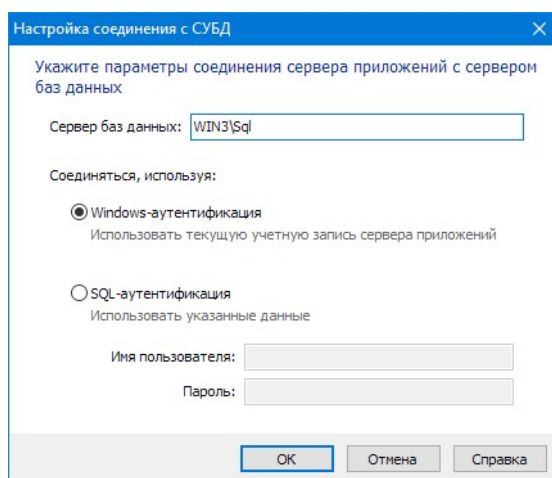 Настройка соединения с СУБД
Укажите параметры соединения сервера приложений с сервером
баз данных
Сервер баз данных: WIN3\Sql
Соединяться, используя:
Windows-аутентификация
Использовать текущую учетную запись сервера приложений
SQL-аутентификация
Использовать указанные данные
Имя пользователя:
Пароль:
OK Отмена Справка